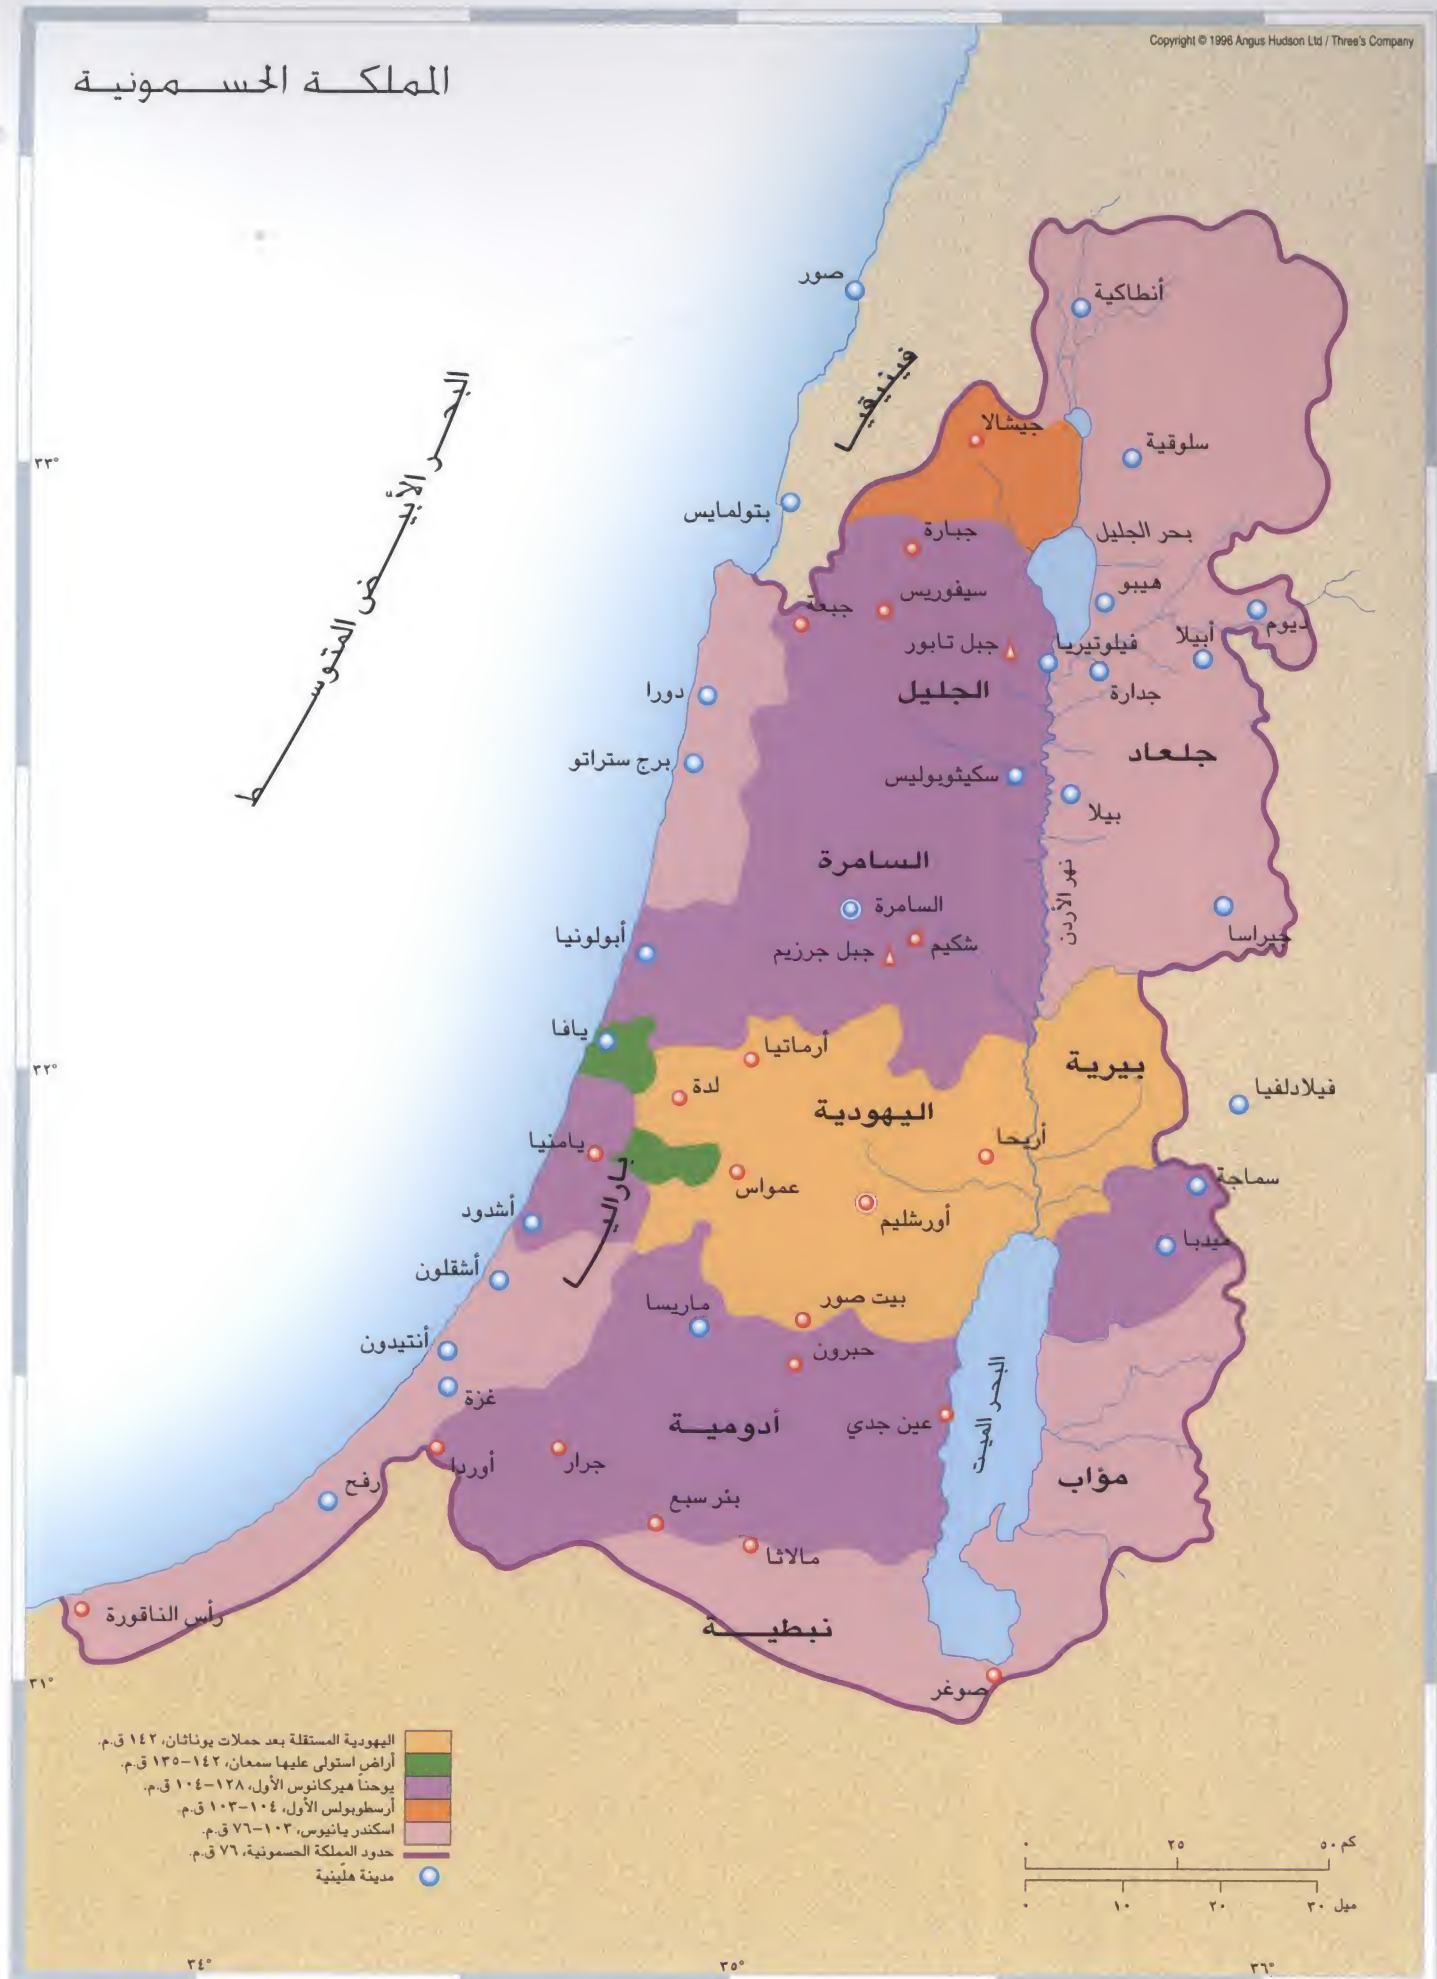 Copyright © 1996 Angus Hudson Ltd / Three's Company
المملكة الحسمونية
البحر الأبيض المتوسط
صور
أنطاكية
فينيقيا
جيشالا
سلوقية
٣٣°
بتولمايس
جبارة
بحر الجليل
هيبو
سيفوريس
جبعة
ديوم
أبيلا
فيلوتيريا
جبل تابور
جدارة
الجليل
دورا
جلعاد
برج ستراتو
سكيثوبوليس
بيلا
السامرة
نهر الأردن
السامرة
جيراسا
أبولونيا
شكيم
جبل جرزيم
يافا
أرماتيا
٣٢°
بيرية
لدة
فيلادلفيا
اليهودية
أريحا
يامنيا
باراليا
عمواس
سماجة
أشدود
أورشليم
ميدبا
أشقلون
بيت صور
ماريسا
أنتيدون
حبرون
البحر الميت
غزة
أدومية
عين جدي
جرار
أوردا
مؤاب
رفح
بئر سبع
مالاثا
رأس الناقورة
نبطية
٣١°
صوغر
اليهودية المستقلة بعد حملات يوناثان، ١٤٢ ق.م.
أراض استولى عليها سمعان، ١٤٢–١٣٥ ق.م.
يوحنا هيركانوس الأول، ١٢٨–١٠٤ ق.م.
أرسطوبولس الأول، ١٠٤–١٠٣ ق.م.
اسكندر يانيوس، ١٠٣–٧٦ ق.م.
حدود المملكة الحسمونية، ٧٦ ق.م.
مدينة هلّينية
٠ ٢٥ ٥٠ كم
٠ ١٠ ٢٠ ٣٠ ميل
٣٤° ٣٥° ٣٦°